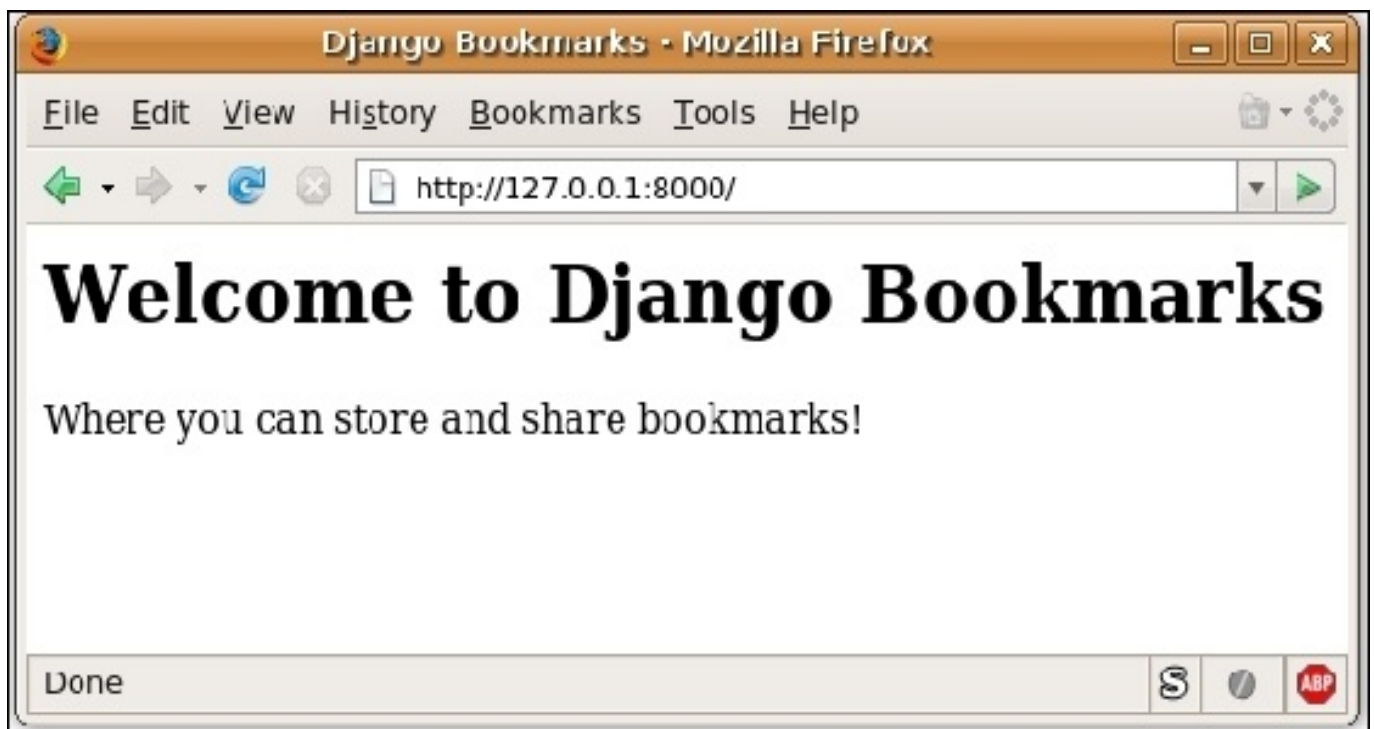 Django Bookmarks - Mozilla Firefox
File Edit View History Bookmarks Tools Help
http://127.0.0.1:8000/
Welcome to Django Bookmarks
Where you can store and share bookmarks!
Done S ABP